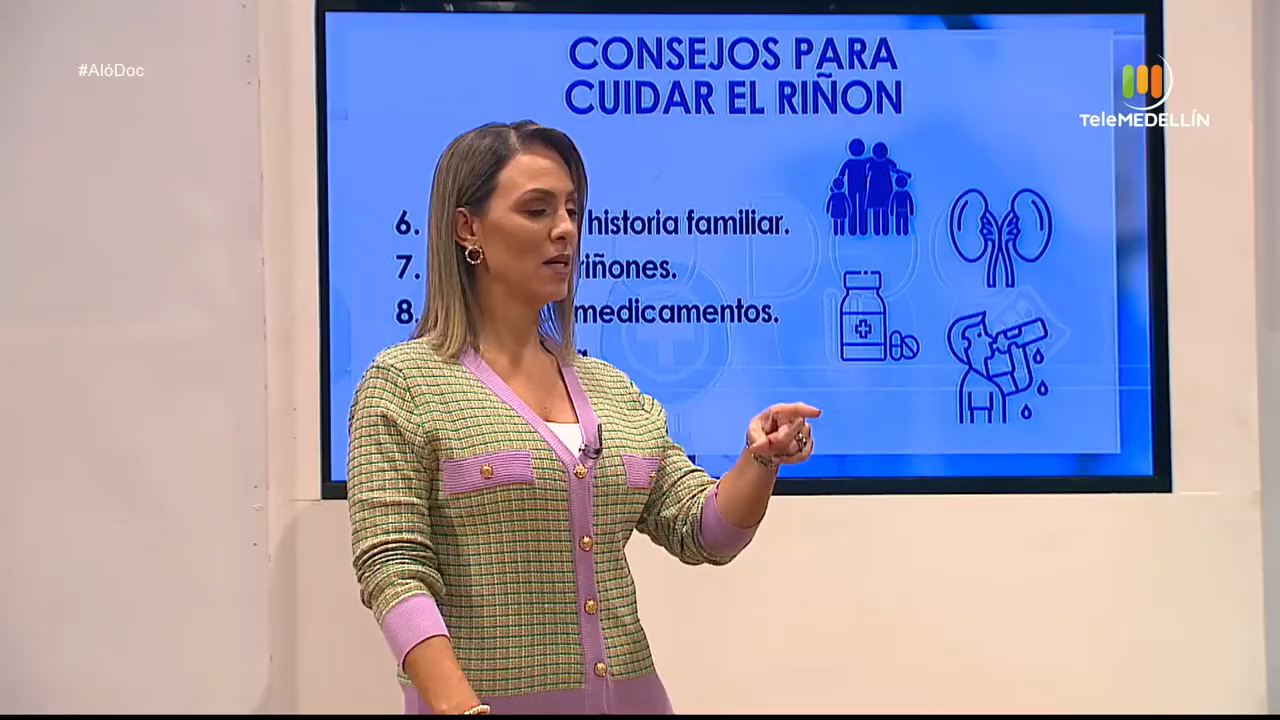 #AlóDoc
TeleMEDELLÍN
CONSEJOS PARA
CUIDAR EL RIÑON
6. historia familiar.
7. riñones.
8. medicamentos.